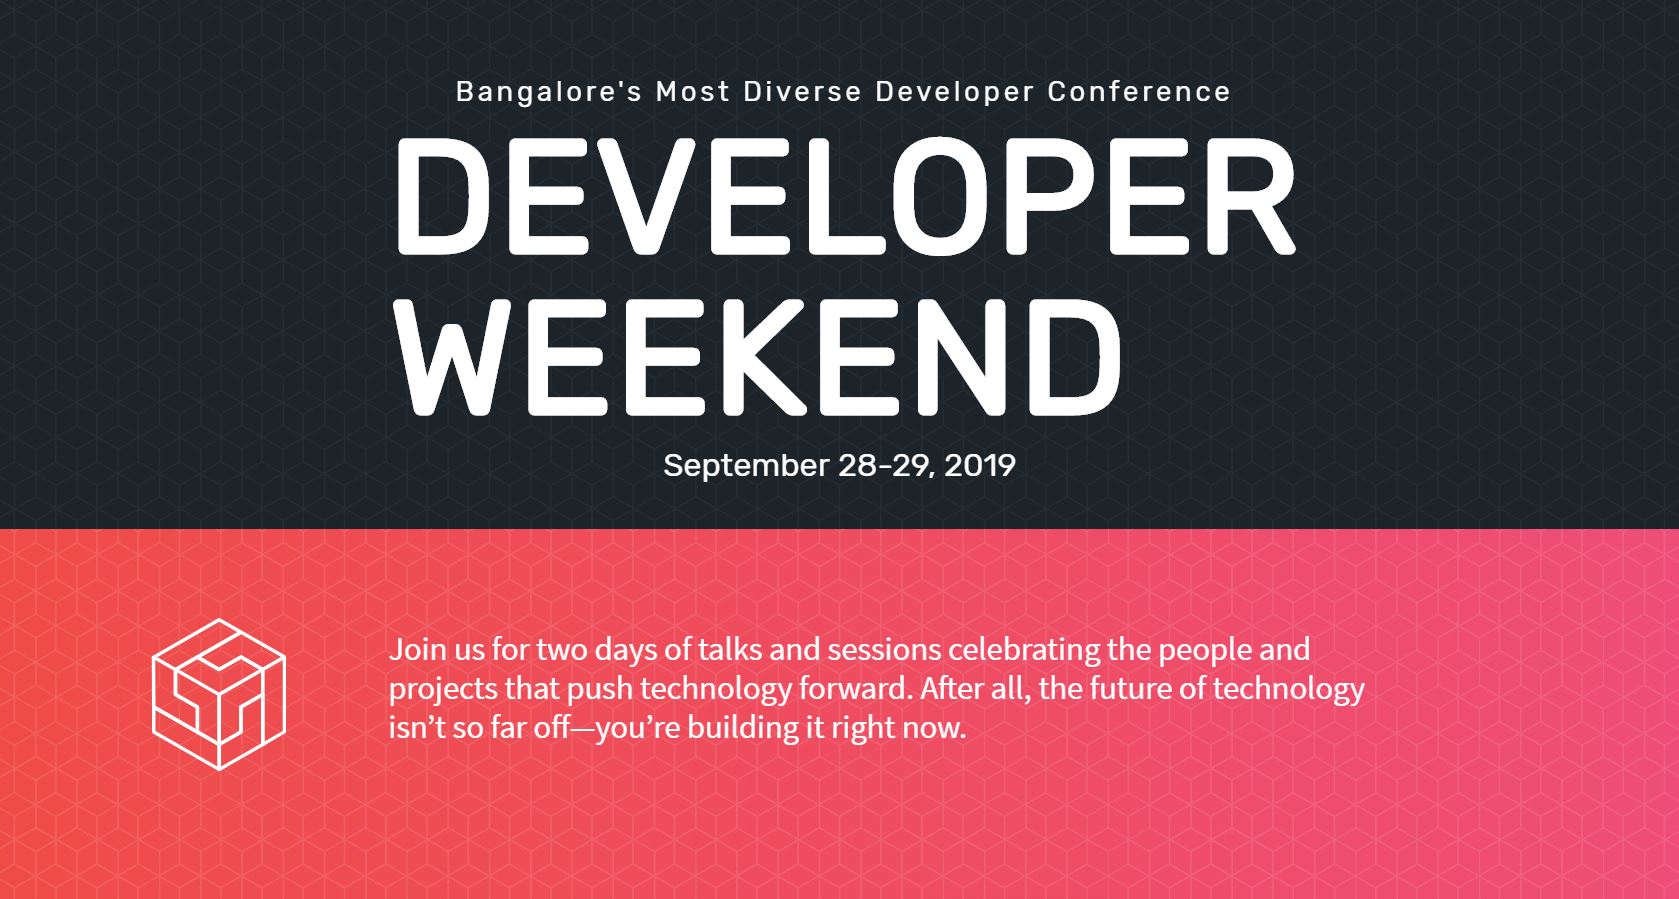 Bangalore's Most Diverse Developer Conference
DEVELOPER
WEEKEND
September 28-29, 2019
Join us for two days of talks and sessions celebrating the people and
projects that push technology forward. After all, the future of technology
isn’t so far off—you’re building it right now.